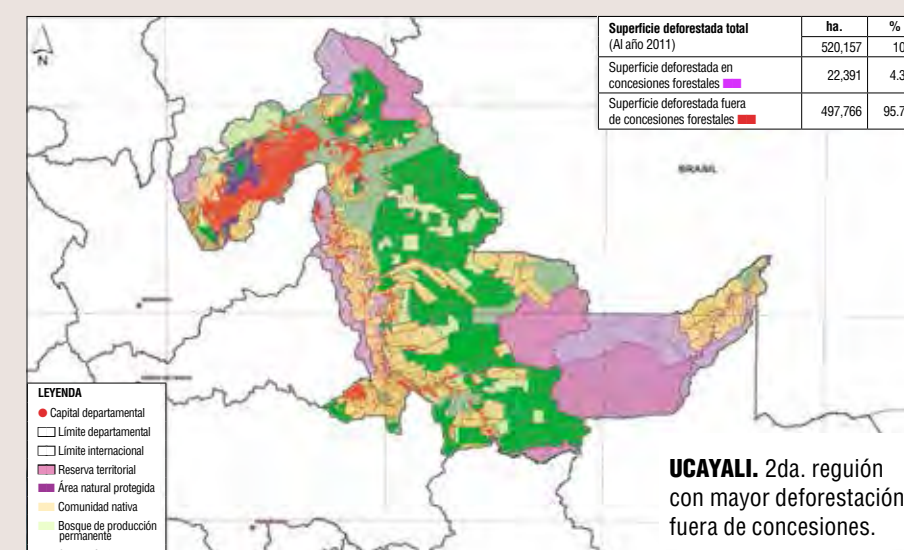 Superficie deforestada total ha. %
(Al año 2011) 520,157 10
Superficie deforestada en
concesiones forestales 22,391 4.3
Superficie deforestada fuera
de concesiones forestales 497,766 95.7
N
BRASIL
LEYENDA
Capital departamental
Límite departamental
Límite internacional
Reserva territorial
Área natural protegida
Comunidad nativa
Bosque de producción
permanente
UCAYALI. 2da. reguión
con mayor deforestación
fuera de concesiones.